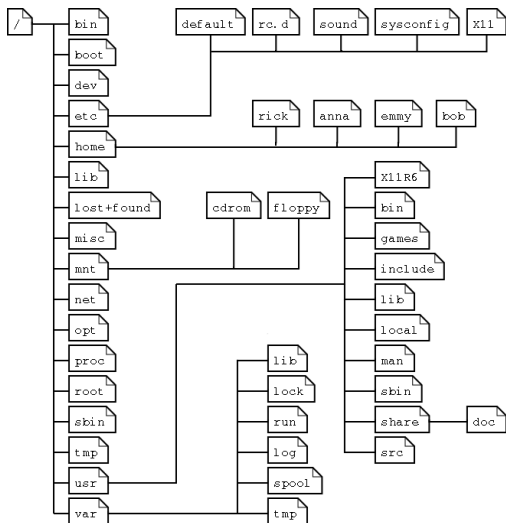 /
bin
default
rc.d
sound
sysconfig
X11
boot
dev
etc
home
rick
anna
emmy
bob
lib
lost+found
misc
mnt
cdrom
floppy
net
opt
proc
root
sbin
tmp
usr
var
X11R6
bin
games
include
lib
local
man
sbin
share
doc
src
lib
lock
run
log
spool
tmp